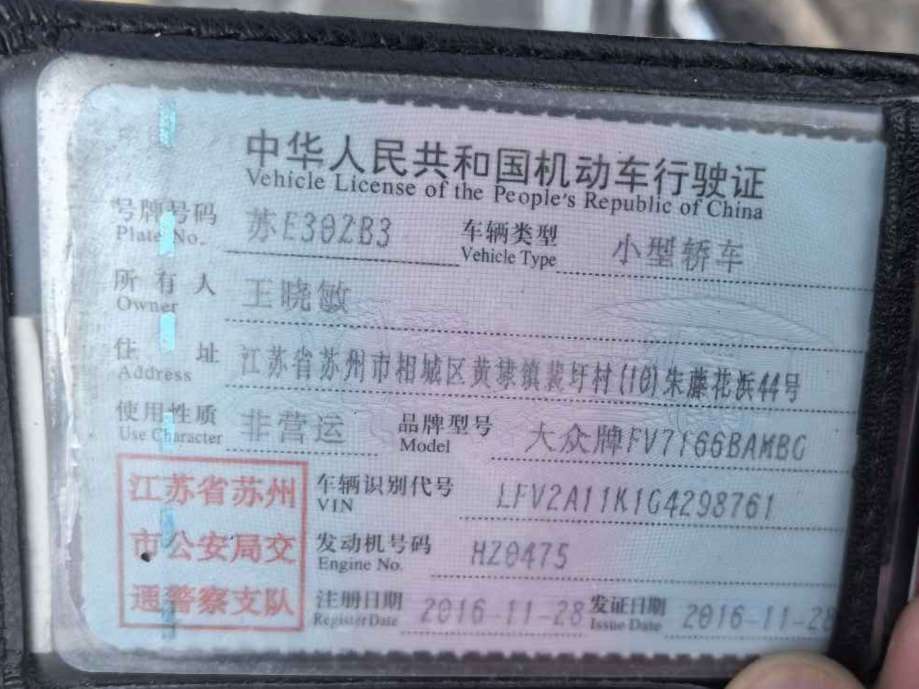 中华人民共和国机动车行驶证
Vehicle License of the People's Republic of China
号牌号码 苏E30ZB3 车辆类型 小型轿车
Plate No. Vehicle Type
所有人 王晓敏
Owner
住址 江苏省苏州市相城区黄埭镇裴圩村(10)朱藤花浜44号
Address
使用性质 非营运 品牌型号 大众牌FV7166BAMBG
Use Character Model
江苏省苏州 车辆识别代号 LFV2A11K1G4298761
VIN
市公安局交 发动机号码 HZ0475
Engine No.
通警察支队 注册日期 2016-11-28 发证日期 2016-11-28
Register Date Issue Date